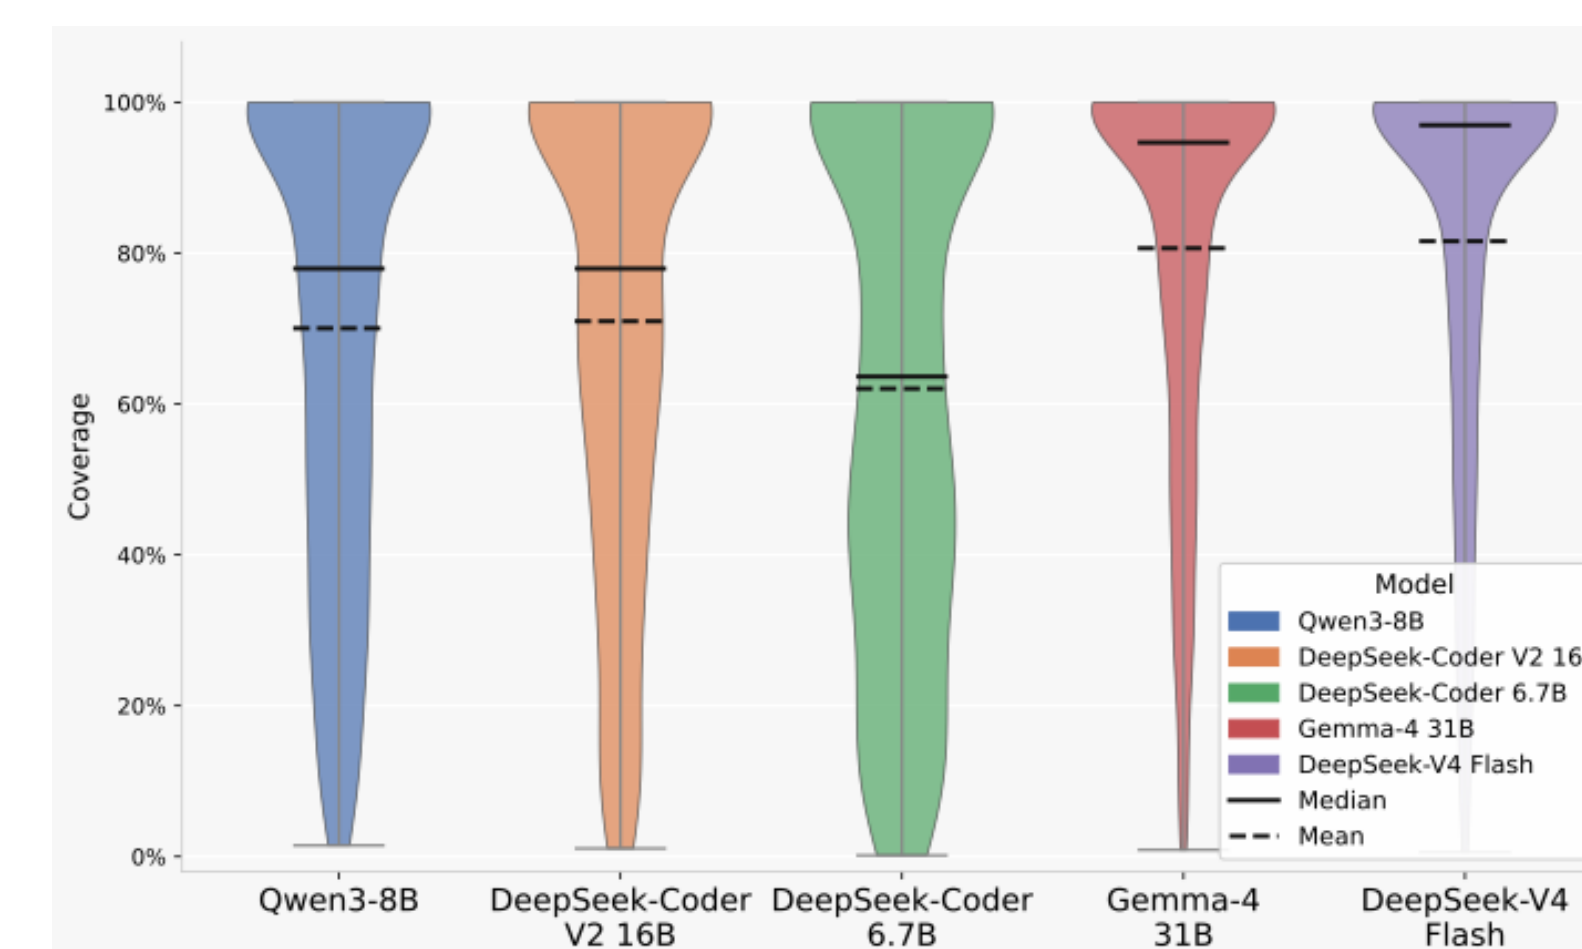 100%
80%
60%
40%
20%
0%
Coverage
Model
Qwen3-8B
DeepSeek-Coder V2 16
DeepSeek-Coder 6.7B
Gemma-4 31B
DeepSeek-V4 Flash
Median
Mean
Qwen3-8B
DeepSeek-Coder
V2 16B
DeepSeek-Coder
6.7B
Gemma-4
31B
DeepSeek-V4
Flash